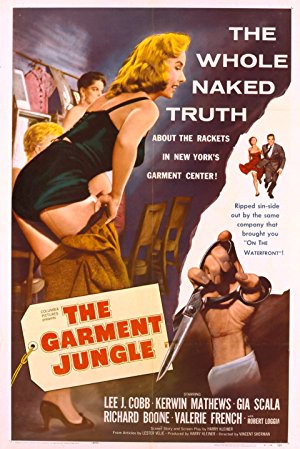 THE
WHOLE
NAKED
TRUTH
ABOUT THE RACKETS
IN NEW YORK'S
GARMENT CENTER!
Ripped sin-side
out by the same
company that
brought you
"ON THE
WATERFRONT"!
COLUMBIA
PICTURES
presents
THE
GARMENT
JUNGLE
STARRING
LEE J. COBB · KERWIN MATHEWS · GIA SCALA
RICHARD BOONE · VALERIE FRENCH · with ROBERT LOGGIA
Screen Story and Screen Play by HARRY KLEINER
From Articles by LESTER VELIE · Produced by HARRY KLEINER · Directed by VINCENT SHERMAN